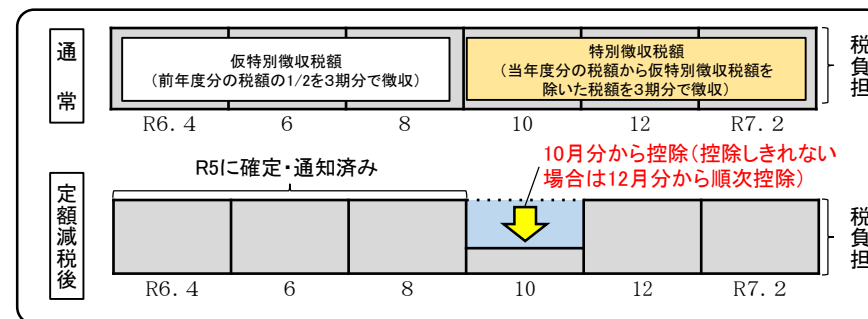 通常
仮特別徴収税額
(前年度分の税額の1/2を3期分で徴収)
特別徴収税額
(当年度分の税額から仮特別徴収税額を
除いた税額を3期分で徴収)
税負担
R6.4 6 8 10 12 R7.2
R5に確定・通知済み
10月分から控除(控除しきれない
場合は12月分から順次控除)
定額減税後
税負担
R6.4 6 8 10 12 R7.2